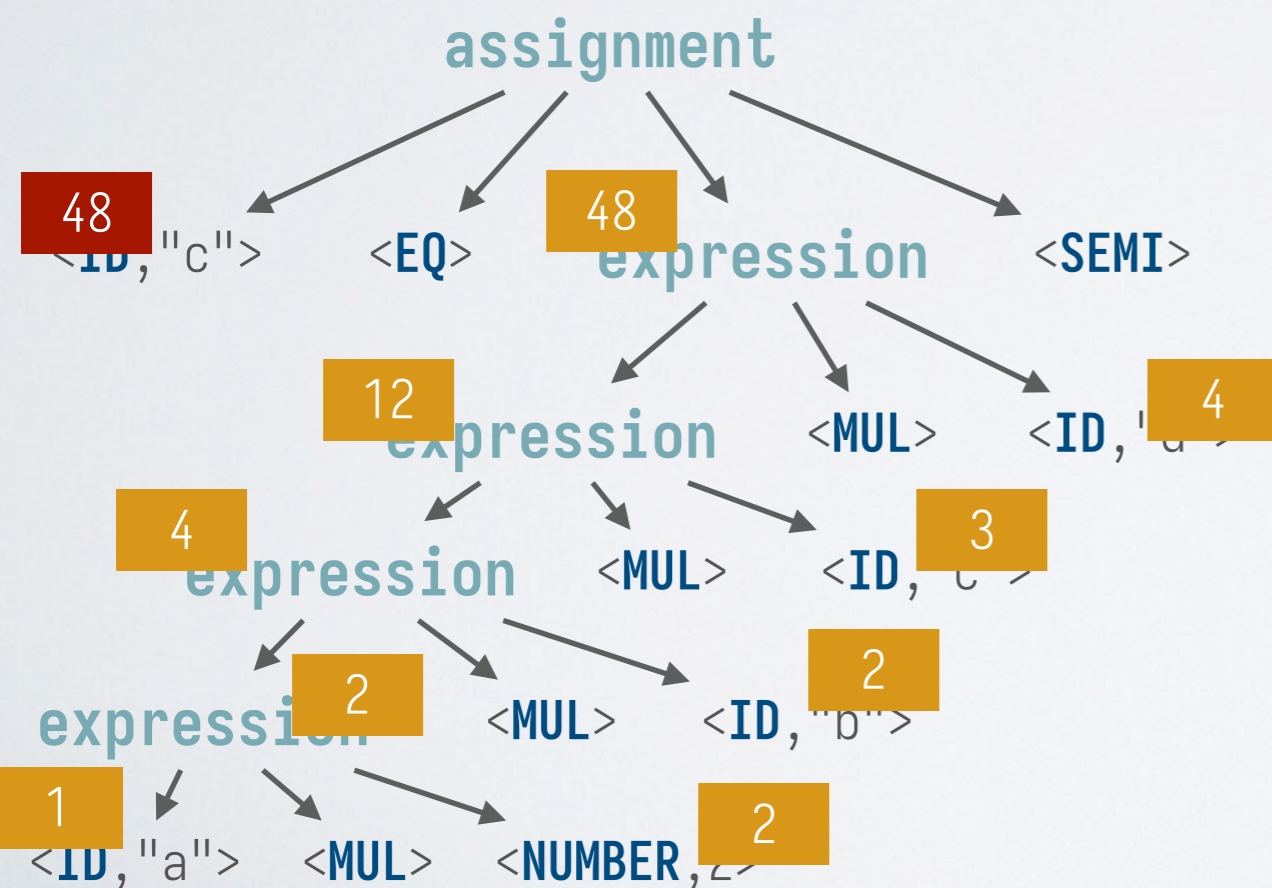 assignment
48 48
<ID,"c"> <EQ> expression <SEMI>
12 4
expression <MUL> <ID,"d">
4 3
expression <MUL> <ID,"c">
2 2
expression <MUL> <ID,"b">
1 2
<ID,"a"> <MUL> <NUMBER,2>